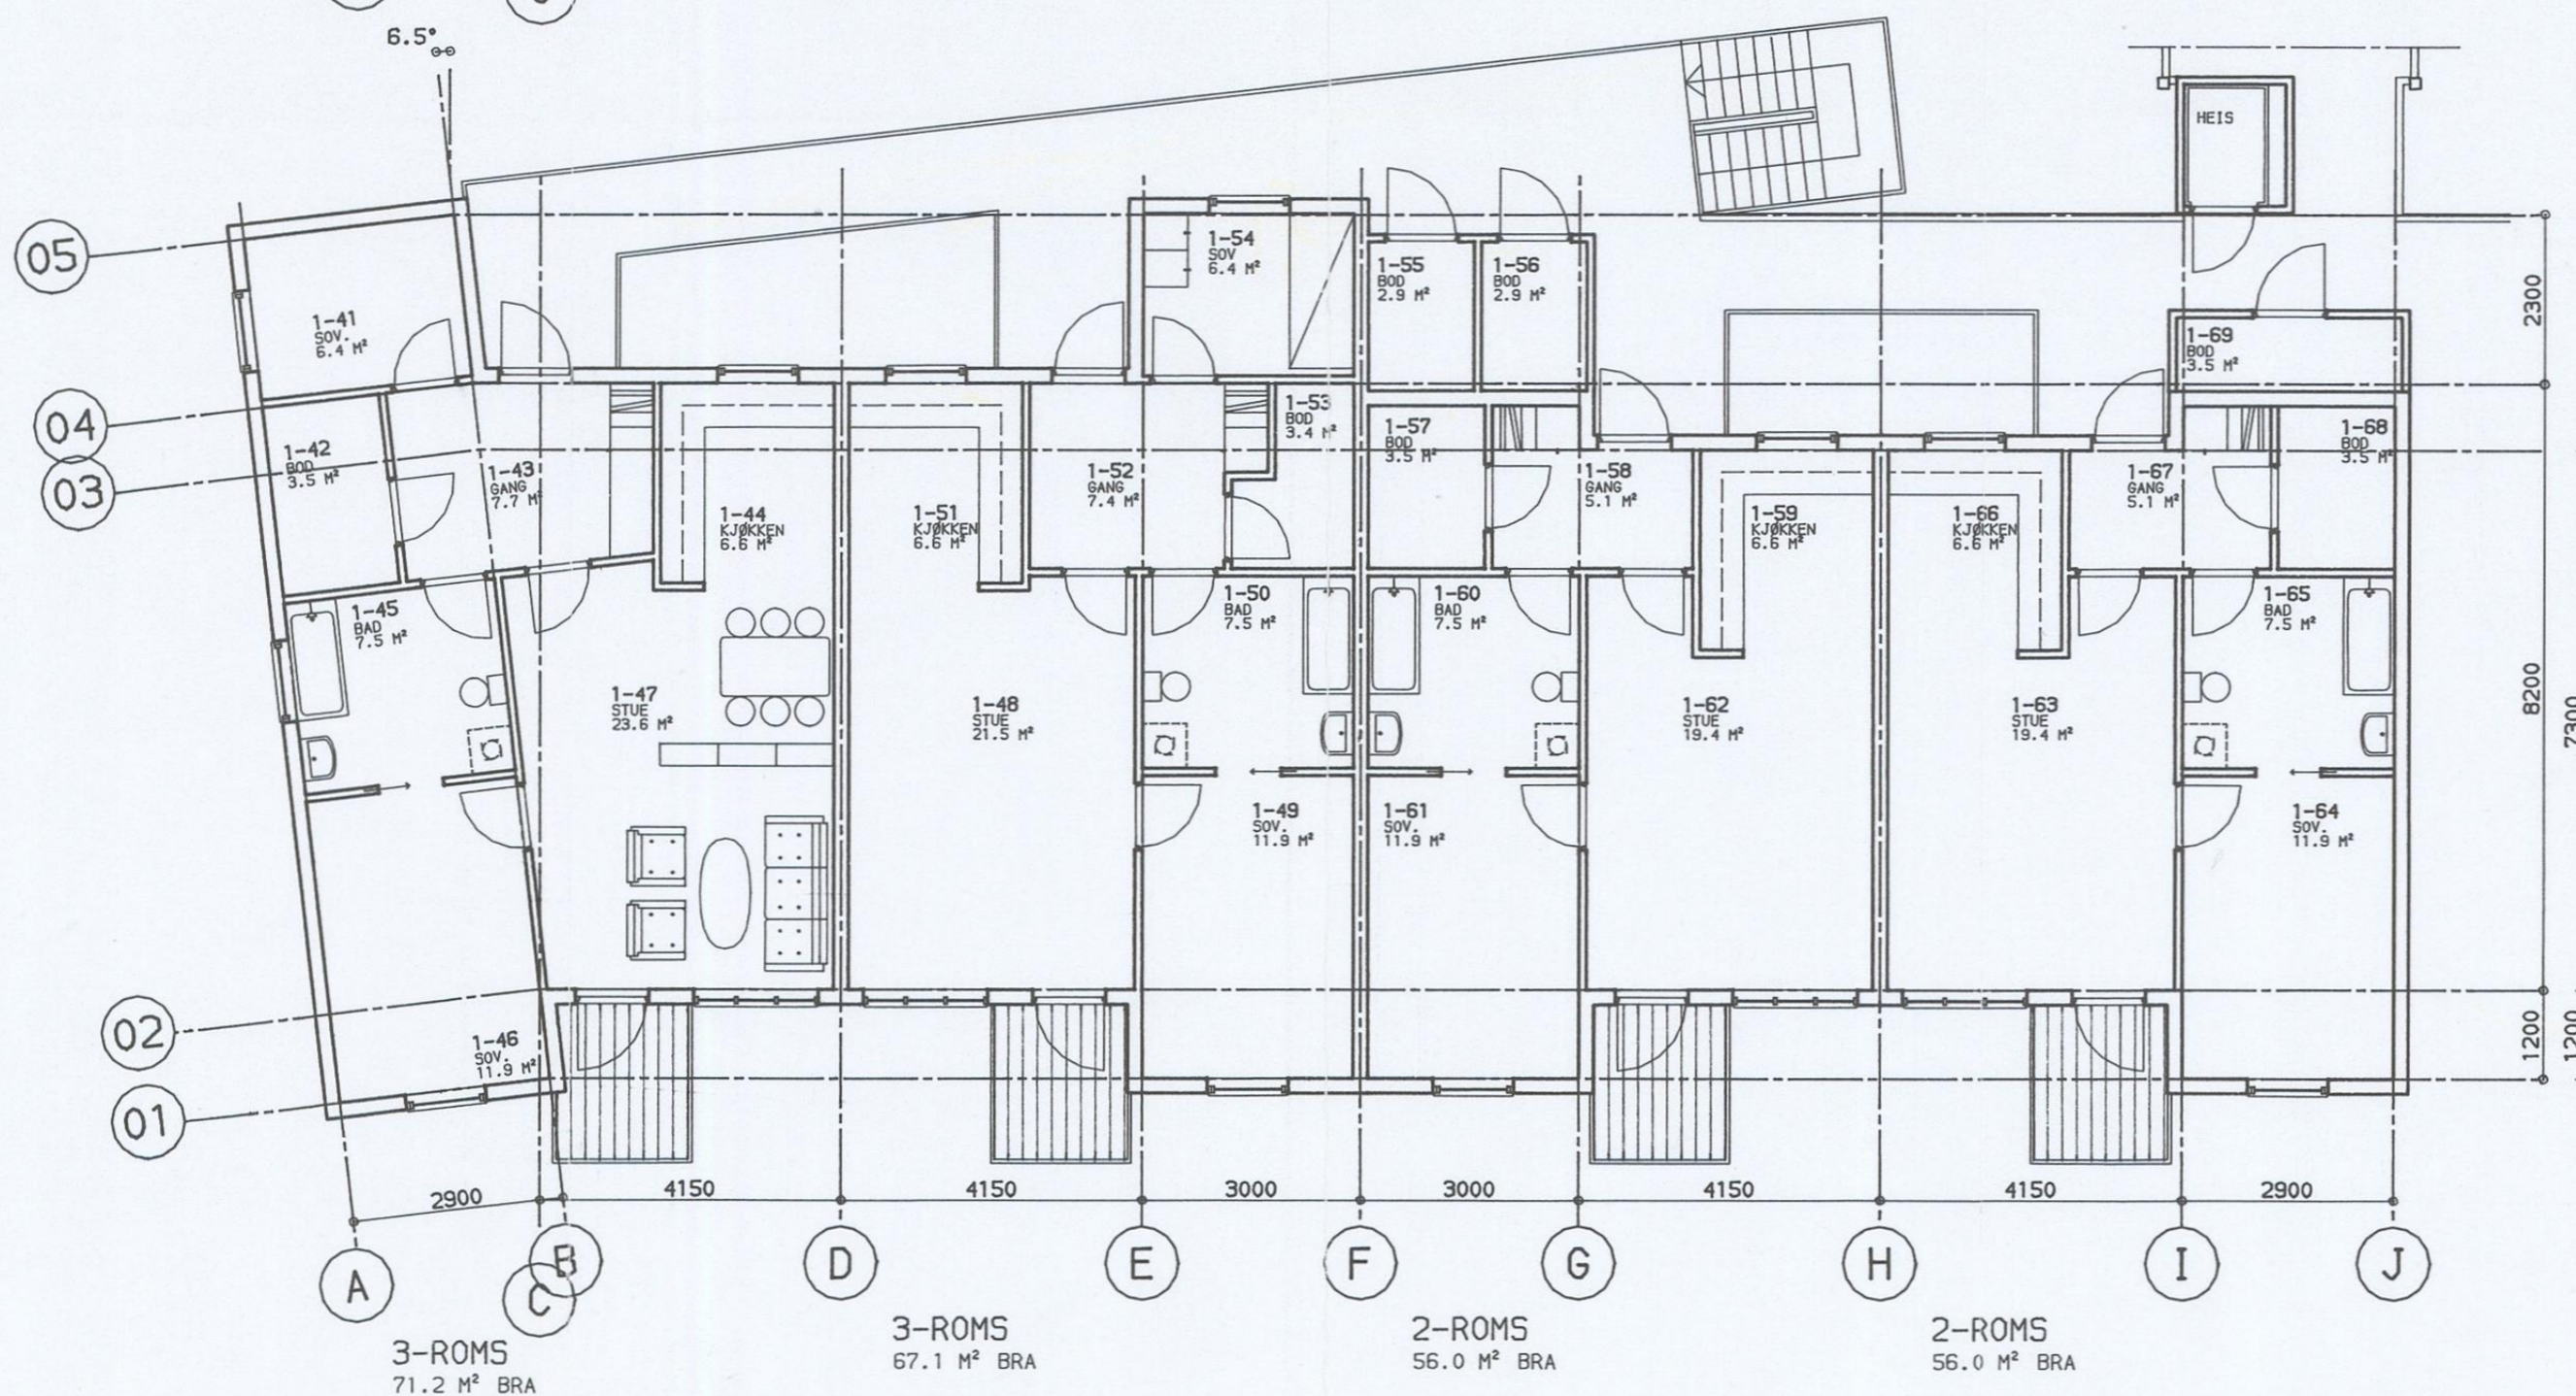 6.5°
HEIS
05
1-54
SOV
6.4 M²
1-55
BOD
2.9 M²
1-56
BOD
2.9 M²
2300
1-41
SOV.
6.4 M²
1-69
BOD
3.5 M²
04
1-42
BOD
3.5 M²
1-43
GANG
7.7 M²
1-53
BOD
3.4 M²
1-57
BOD
3.5 M²
1-68
BOD
3.5 M²
03
1-44
KJØKKEN
6.6 M²
1-51
KJØKKEN
6.6 M²
1-52
GANG
7.4 M²
1-58
GANG
5.1 M²
1-59
KJØKKEN
6.6 M²
1-66
KJØKKEN
6.6 M²
1-67
GANG
5.1 M²
1-45
BAD
7.5 M²
1-50
BAD
7.5 M²
1-60
BAD
7.5 M²
1-65
BAD
7.5 M²
1-47
STUE
23.6 M²
1-48
STUE
21.5 M²
1-62
STUE
19.4 M²
1-63
STUE
19.4 M²
8200
7300
1-49
SOV.
11.9 M²
1-61
SOV.
11.9 M²
1-64
SOV.
11.9 M²
02
1-46
SOV.
11.9 M²
1200
1200
01
2900
4150
4150
3000
3000
4150
4150
2900
A
B
C
D
E
F
G
H
I
J
3-ROMS
71.2 M² BRA
3-ROMS
67.1 M² BRA
2-ROMS
56.0 M² BRA
2-ROMS
56.0 M² BRA